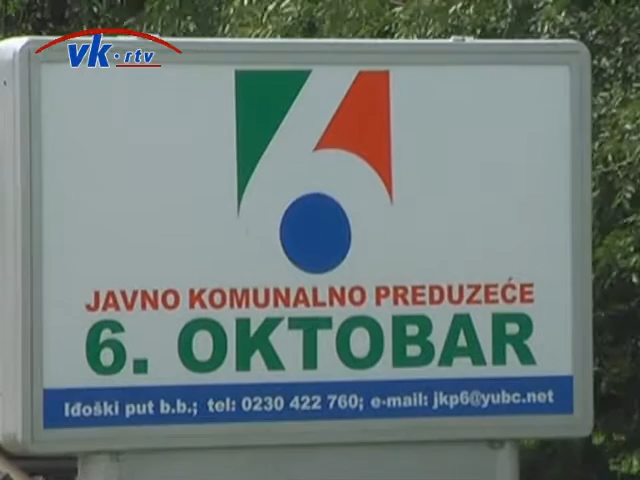 vk.rtv
JAVNO KOMUNALNO PREDUZEĆE
6. OKTOBAR
Iđoški put b.b.; tel: 0230 422 760; e-mail: jkp6@yubc.net